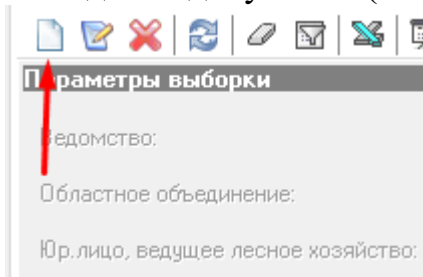 Параметры выборки
Ведомство:
Областное объединение:
Юр.лицо, ведущее лесное хозяйство: